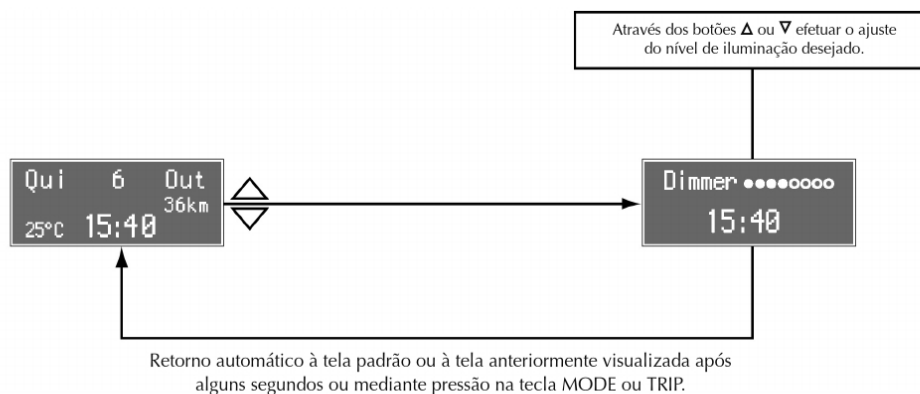 Através dos botões Δ ou ∇ efetuar o ajuste
do nível de iluminação desejado.
Qui 6 Out
36km
25°C 15:40
Dimmer ●●●●○○○○
15:40
Retorno automático à tela padrão ou à tela anteriormente visualizada após
alguns segundos ou mediante pressão na tecla MODE ou TRIP.